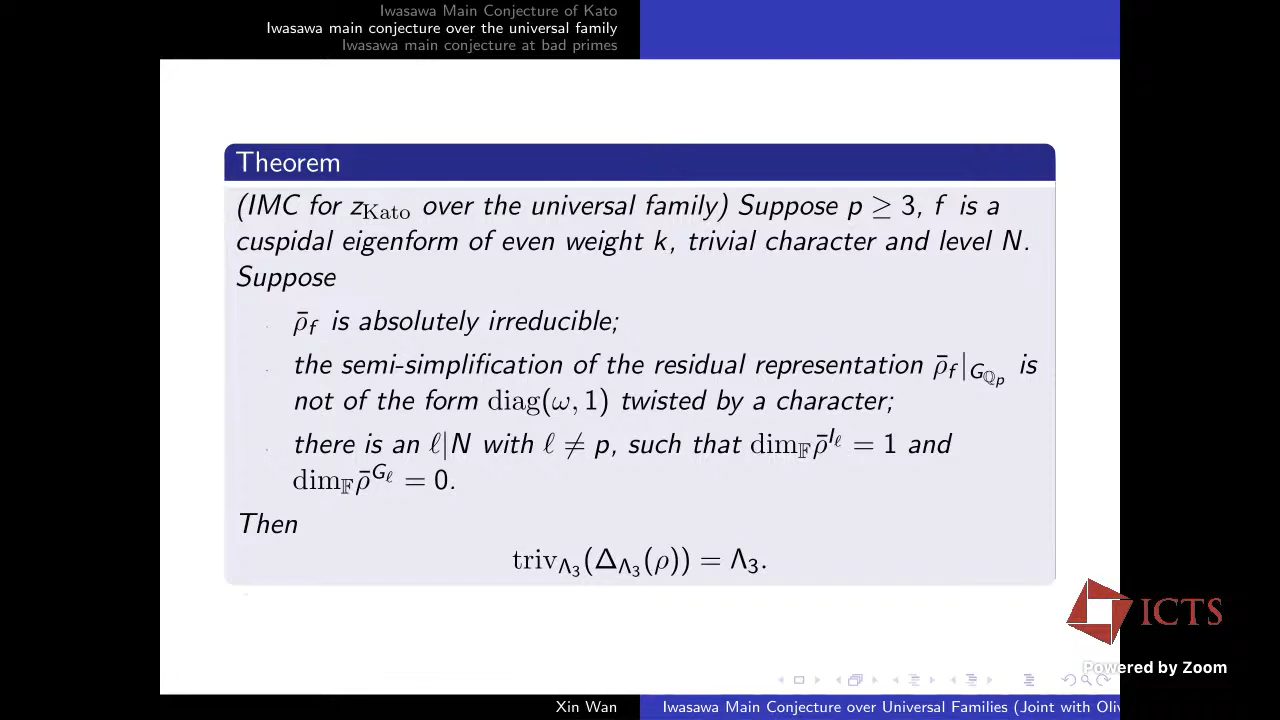 Iwasawa Main Conjecture of Kato
Iwasawa main conjecture over the universal family
Iwasawa main conjecture at bad primes
Theorem
(IMC for z_Kato over the universal family) Suppose p ≥ 3, f is a
cuspidal eigenform of even weight k, trivial character and level N.
Suppose
ρ̄_f is absolutely irreducible;
the semi-simplification of the residual representation ρ̄_f|_{G_{ℚ_p}} is
not of the form diag(ω, 1) twisted by a character;
there is an ℓ|N with ℓ ≠ p, such that dim_𝔽 ρ̄^{I_ℓ} = 1 and
dim_𝔽 ρ̄^{G_ℓ} = 0.
Then
triv_{Λ_3}(Δ_{Λ_3}(ρ)) = Λ_3.
ICTS
Powered by Zoom
Xin Wan
Iwasawa Main Conjecture over Universal Families (Joint with Oliv